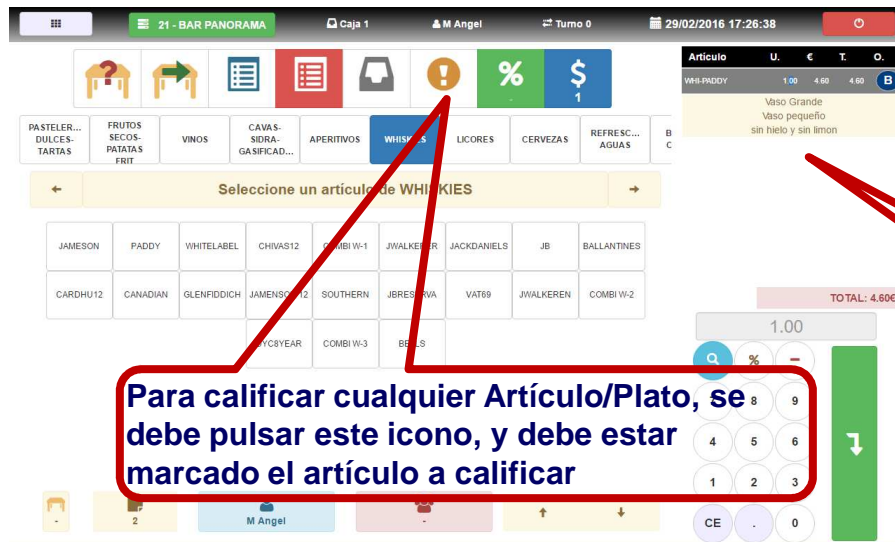 21 - BAR PANORAMA
Caja 1
M Angel
Turno 0
29/02/2016 17:26:38
Artículo U. € T. O.
WHI-PADDY 1.00 4.60 4.60 B
Vaso Grande
Vaso pequeño
sin hielo y sin limon
?
!
%
-
$
1
PASTELER...
DULCES-
TARTAS
FRUTOS
SECOS-
PATATAS
FRIT
VINOS
CAVAS-
SIDRA-
GASIFICAD...
APERITIVOS
WHISKIES
LICORES
CERVEZAS
REFRESC...
AGUAS
Seleccione un artículo de WHISKIES
JAMESON PADDY WHITELABEL CHIVAS12 COMBI W-1 JWALKERER JACKDANIELS JB BALLANTINES
CARDHU12 CANADIAN GLENFIDDICH JAMENSON12 SOUTHERN JBRESERVA VAT69 JWALKEREN COMBI W-2
COMBI W-3
TOTAL: 4.60€
1.00
% −
8 9
4 5 6
1 2 3
CE . 0
Para calificar cualquier Artículo/Plato, se
debe pulsar este icono, y debe estar
marcado el artículo a calificar
-
2
M Angel
-